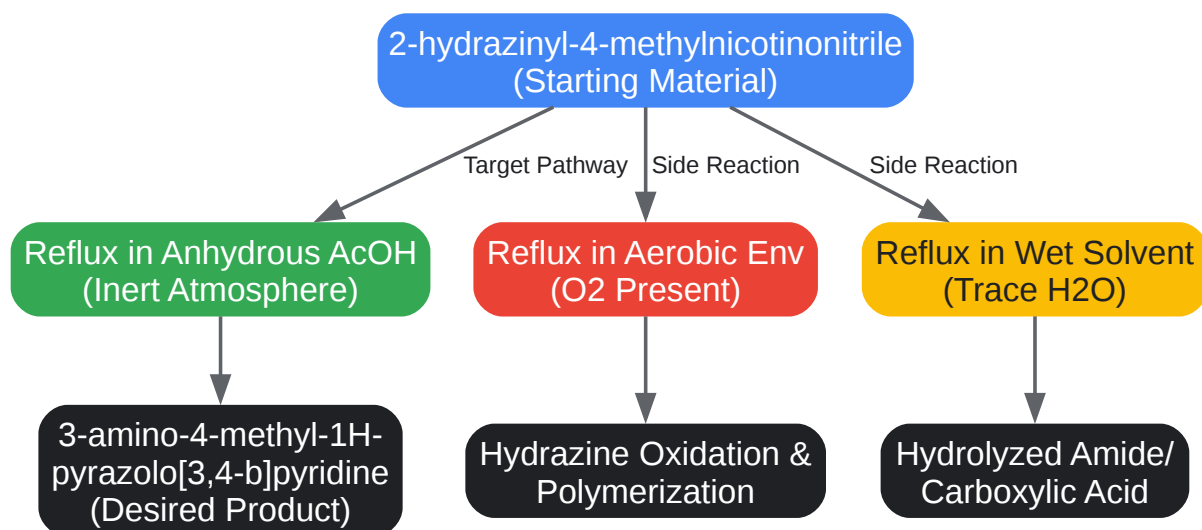 2-hydrazinyl-4-methylnicotinonitrile
(Starting Material)
Target Pathway
Side Reaction
Side Reaction
Reflux in Anhydrous AcOH
(Inert Atmosphere)
Reflux in Aerobic Env
(O2 Present)
Reflux in Wet Solvent
(Trace H2O)
3-amino-4-methyl-1H-
pyrazolo[3,4-b]pyridine
(Desired Product)
Hydrazine Oxidation &
Polymerization
Hydrolyzed Amide/
Carboxylic Acid